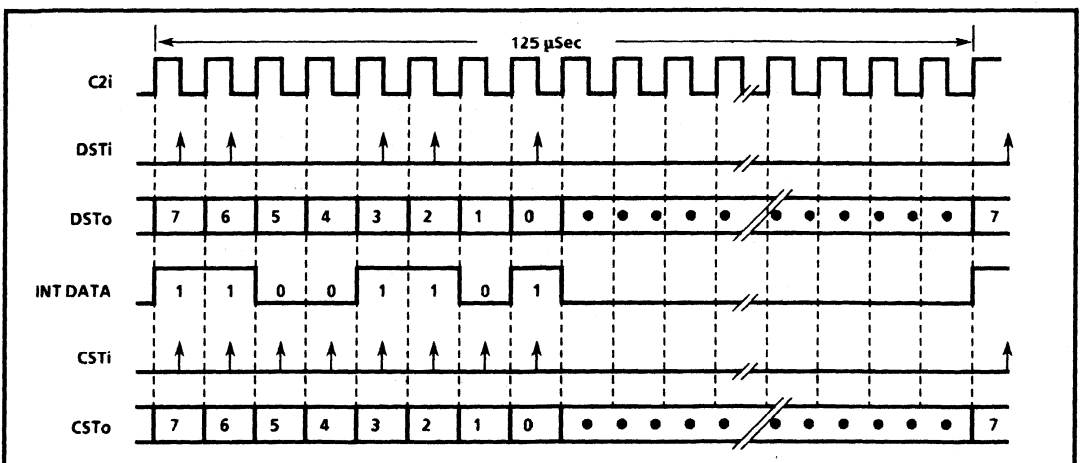 125 µSec
C2i
DSTi
DSTo 7 6 5 4 3 2 1 0 • • • • • • • • • • • 7
INT DATA 1 1 0 0 1 1 0 1
CSTi
CSTo 7 6 5 4 3 2 1 0 • • • • • • • • • • • 7